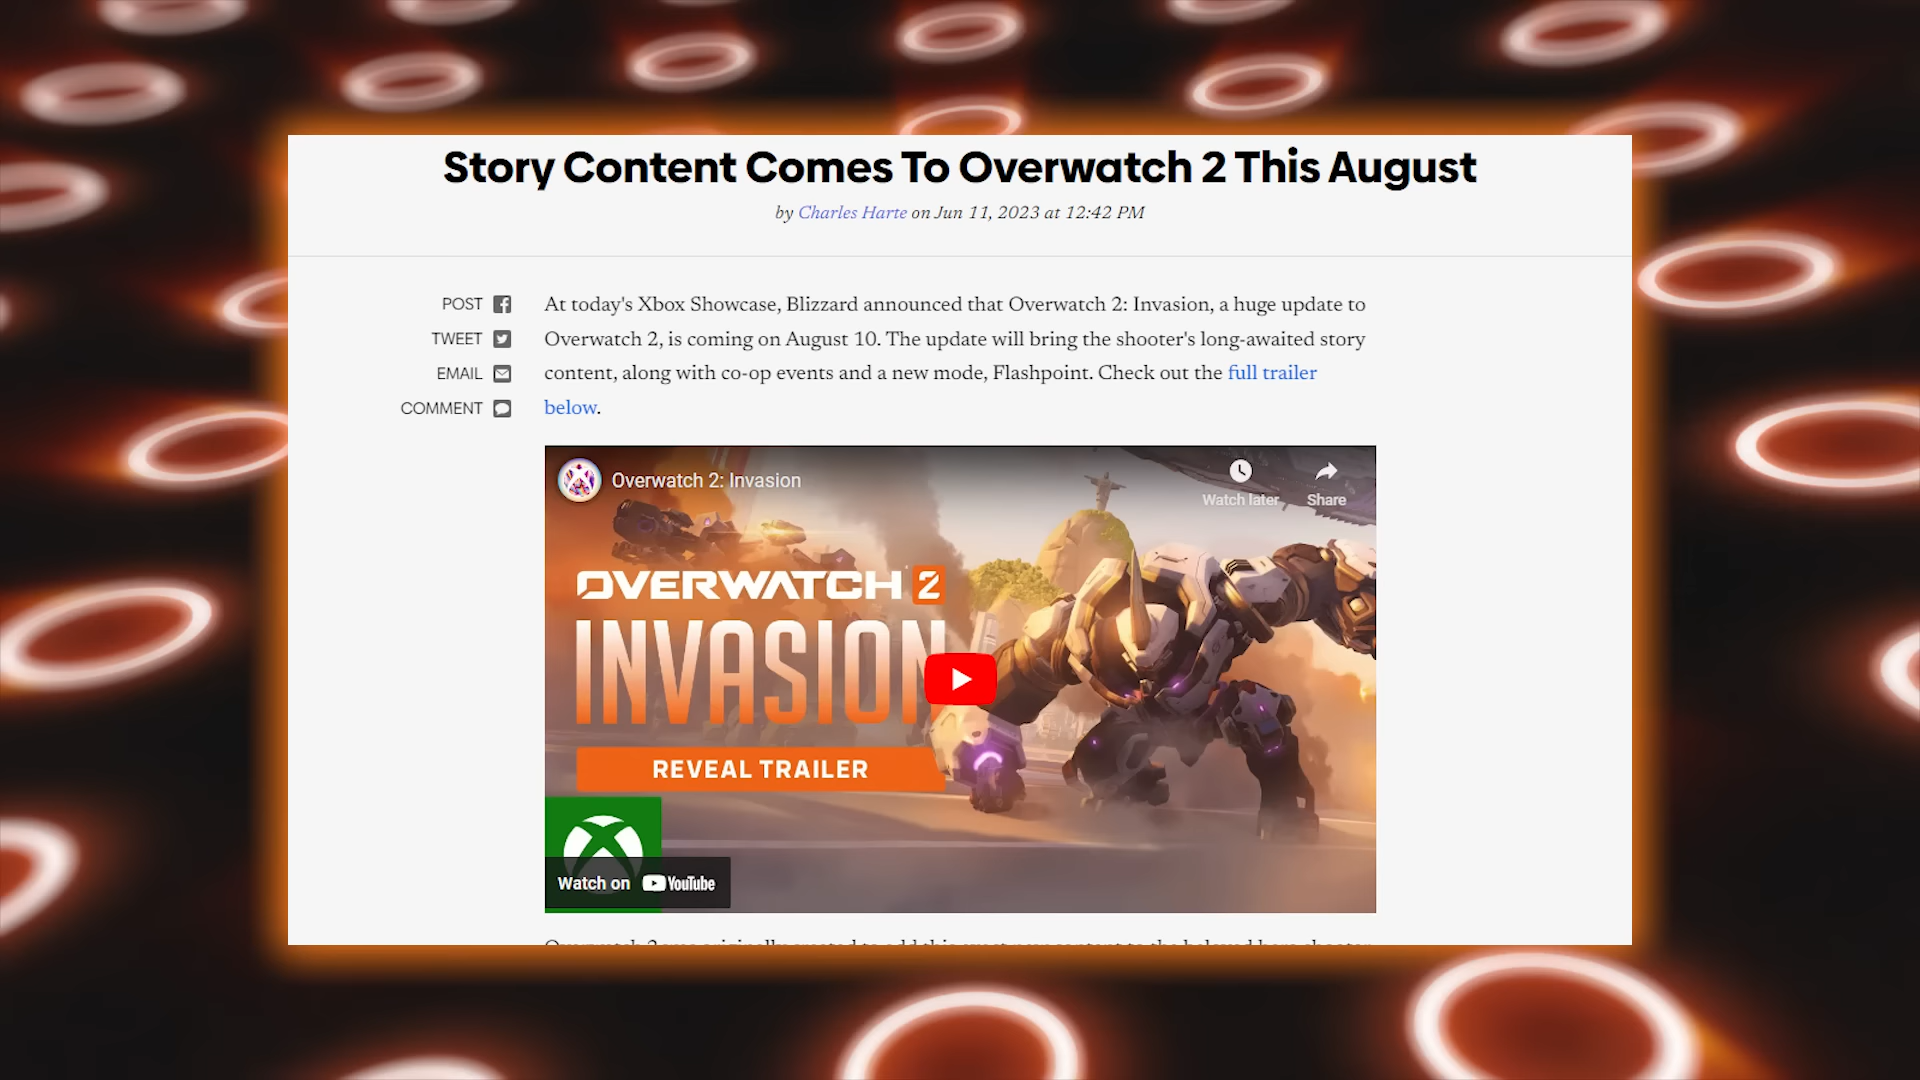 Story Content Comes To Overwatch 2 This August
by Charles Harte on Jun 11, 2023 at 12:42 PM
POST
TWEET
EMAIL
COMMENT
At today's Xbox Showcase, Blizzard announced that Overwatch 2: Invasion, a huge update to
Overwatch 2, is coming on August 10. The update will bring the shooter's long-awaited story
content, along with co-op events and a new mode, Flashpoint. Check out the full trailer
below.
Overwatch 2: Invasion
Watch later
Share
OVERWATCH 2
INVASION
REVEAL TRAILER
Watch on YouTube